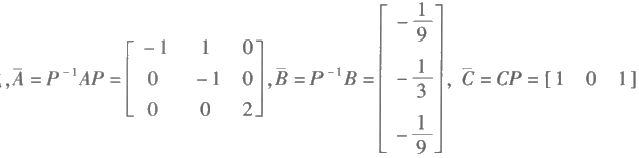 , Ā = P⁻¹AP = [ -1 1 0 ; 0 -1 0 ; 0 0 2 ], B̄ = P⁻¹B = [ -1/9 ; -1/3 ; -1/9 ], C̄ = CP = [ 1 0 1 ]